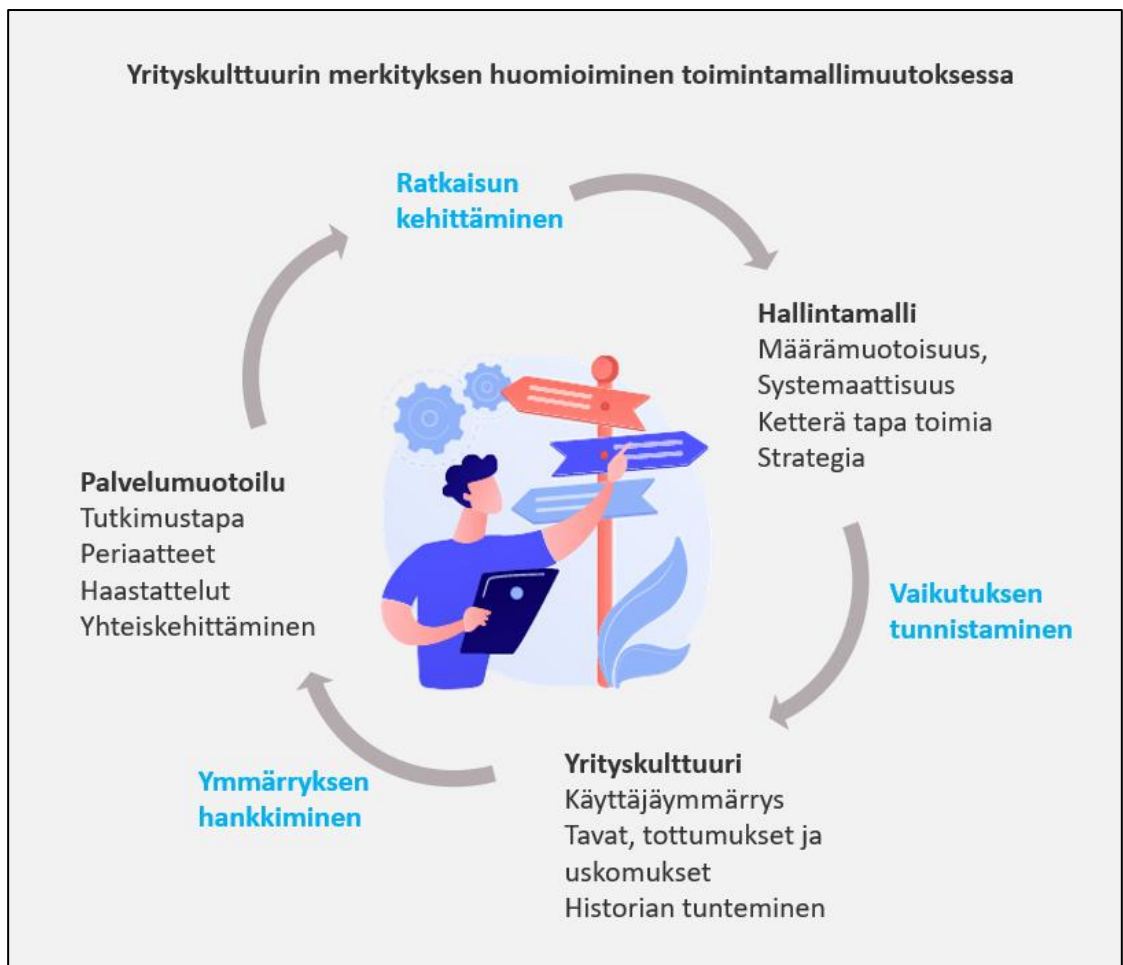 Yrityskulttuurin merkityksen huomioiminen toimintamallimuutoksessa
Ratkaisun
kehittäminen
Hallintamalli
Määrämuotoisuus,
Systemaattisuus
Ketterä tapa toimia
Strategia
Vaikutuksen
tunnistaminen
Yrityskulttuuri
Käyttäjäymmärrys
Tavat, tottumukset ja
uskomukset
Historian tunteminen
Ymmärryksen
hankkiminen
Palvelumuotoilu
Tutkimustapa
Periaatteet
Haastattelut
Yhteiskehittäminen